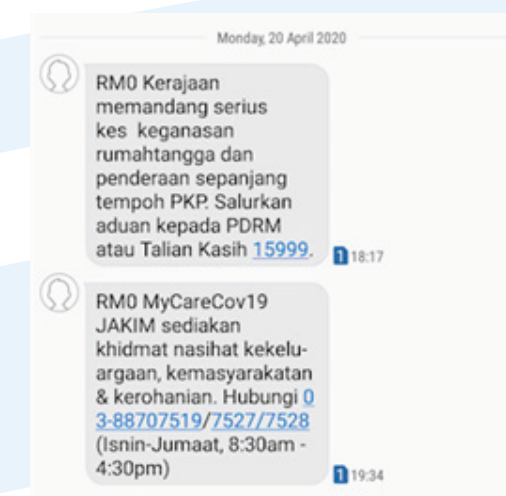 Monday, 20 April 2020
RM0 Kerajaan
memandang serius
kes keganasan
rumahtangga dan
penderaan sepanjang
tempoh PKP. Salurkan
aduan kepada PDRM
atau Talian Kasih 15999.
1 18:17
RM0 MyCareCov19
JAKIM sediakan
khidmat nasihat kekelu-
argaan, kemasyarakatan
& kerohanian. Hubungi 0
3-88707519/7527/7528
(Isnin-Jumaat, 8:30am -
4:30pm)
1 19:34